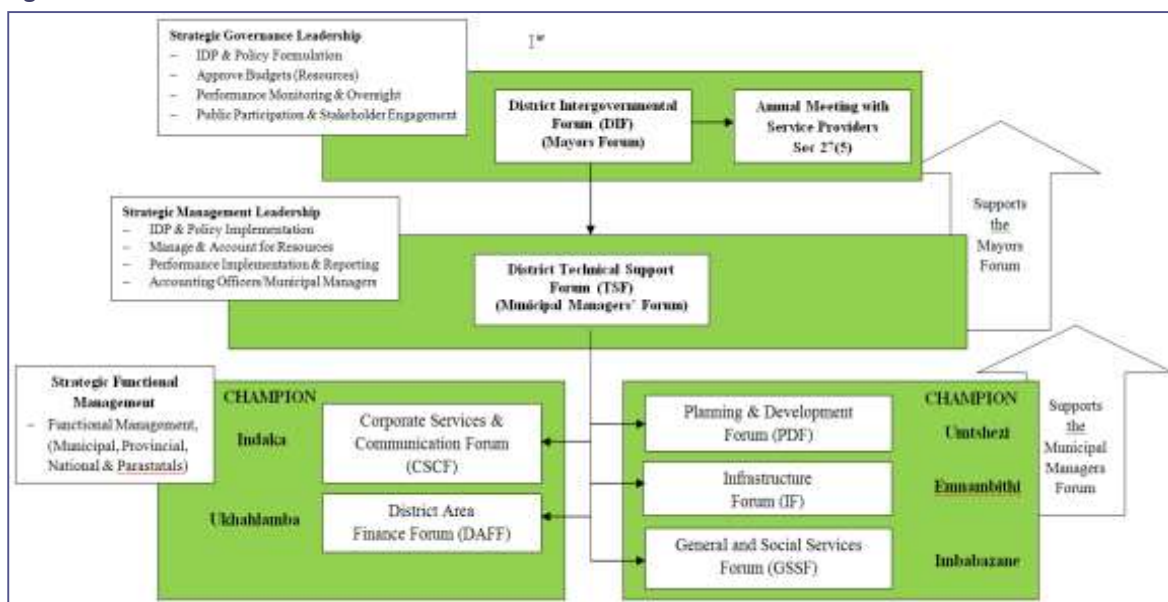 Strategic Governance Leadership
– IDP & Policy Formulation
– Approve Budgets (Resources)
– Performance Monitoring & Oversight
– Public Participation & Stakeholder Engagement
District Intergovernmental
Forum (DIF)
(Mayors Forum)
Annual Meeting with
Service Providers
Sec 27(5)
Supports
the
Mayors
Forum
Strategic Management Leadership
– IDP & Policy Implementation
– Manage & Account for Resources
– Performance Implementation & Reporting
– Accounting Officers/Municipal Managers
District Technical Support
Forum (TSF)
(Municipal Managers' Forum)
Strategic Functional
Management
– Functional Management,
(Municipal, Provincial,
National & Parastatals)
CHAMPION
Indaka
Corporate Services &
Communication Forum
(CSCF)
Ukhahlamba
District Area
Finance Forum (DAFF)
CHAMPION
Planning & Development
Forum (PDF)
Umtshezi
Infrastructure
Forum (IF)
Emnambithi
General and Social Services
Forum (GSSF)
Imbabazane
Supports
the
Municipal
Managers
Forum